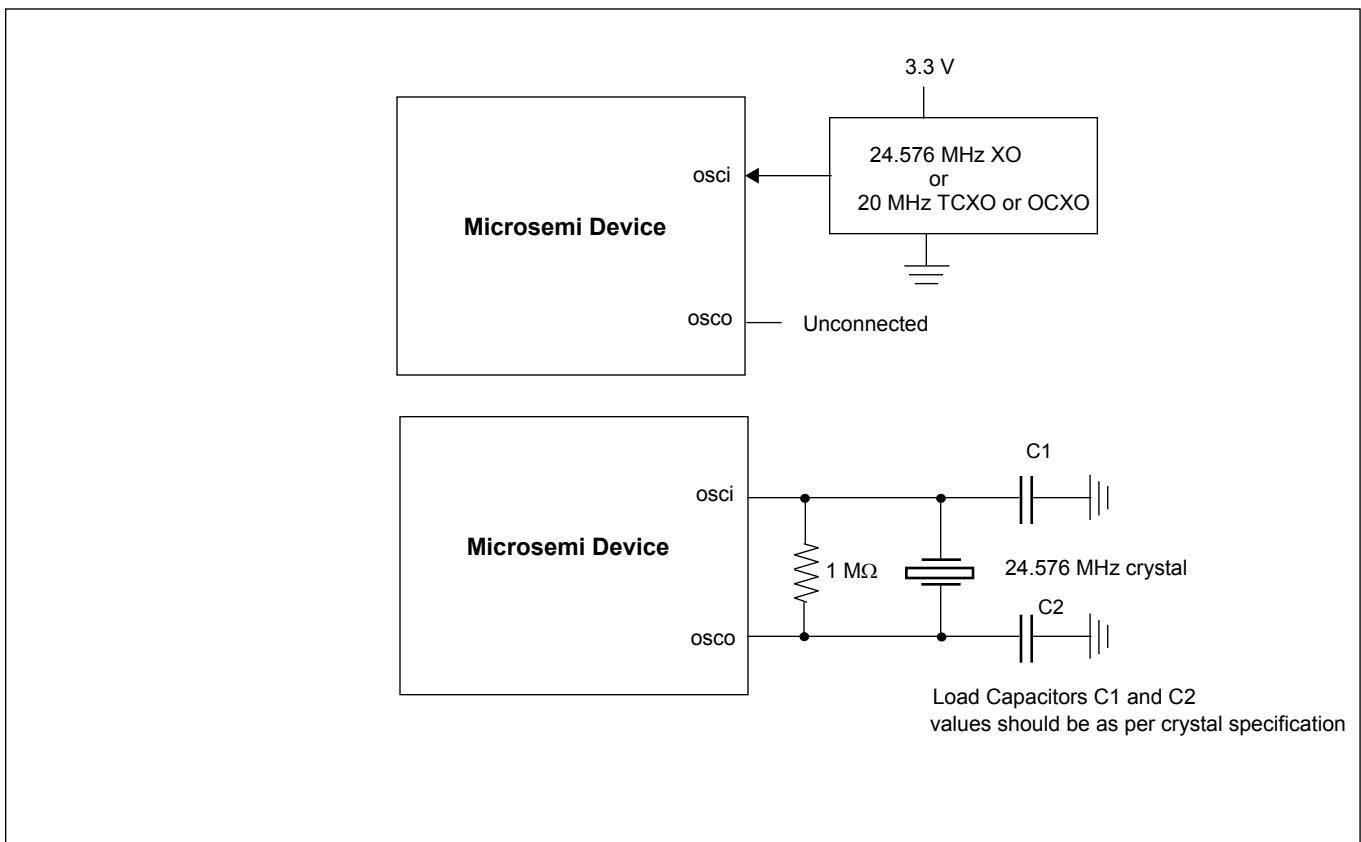 3.3 V
24.576 MHz XO
or
20 MHz TCXO or OCXO
osci
Microsemi Device
osco
Unconnected
C1
osci
Microsemi Device
1 MΩ
24.576 MHz crystal
C2
osco
Load Capacitors C1 and C2
values should be as per crystal specification